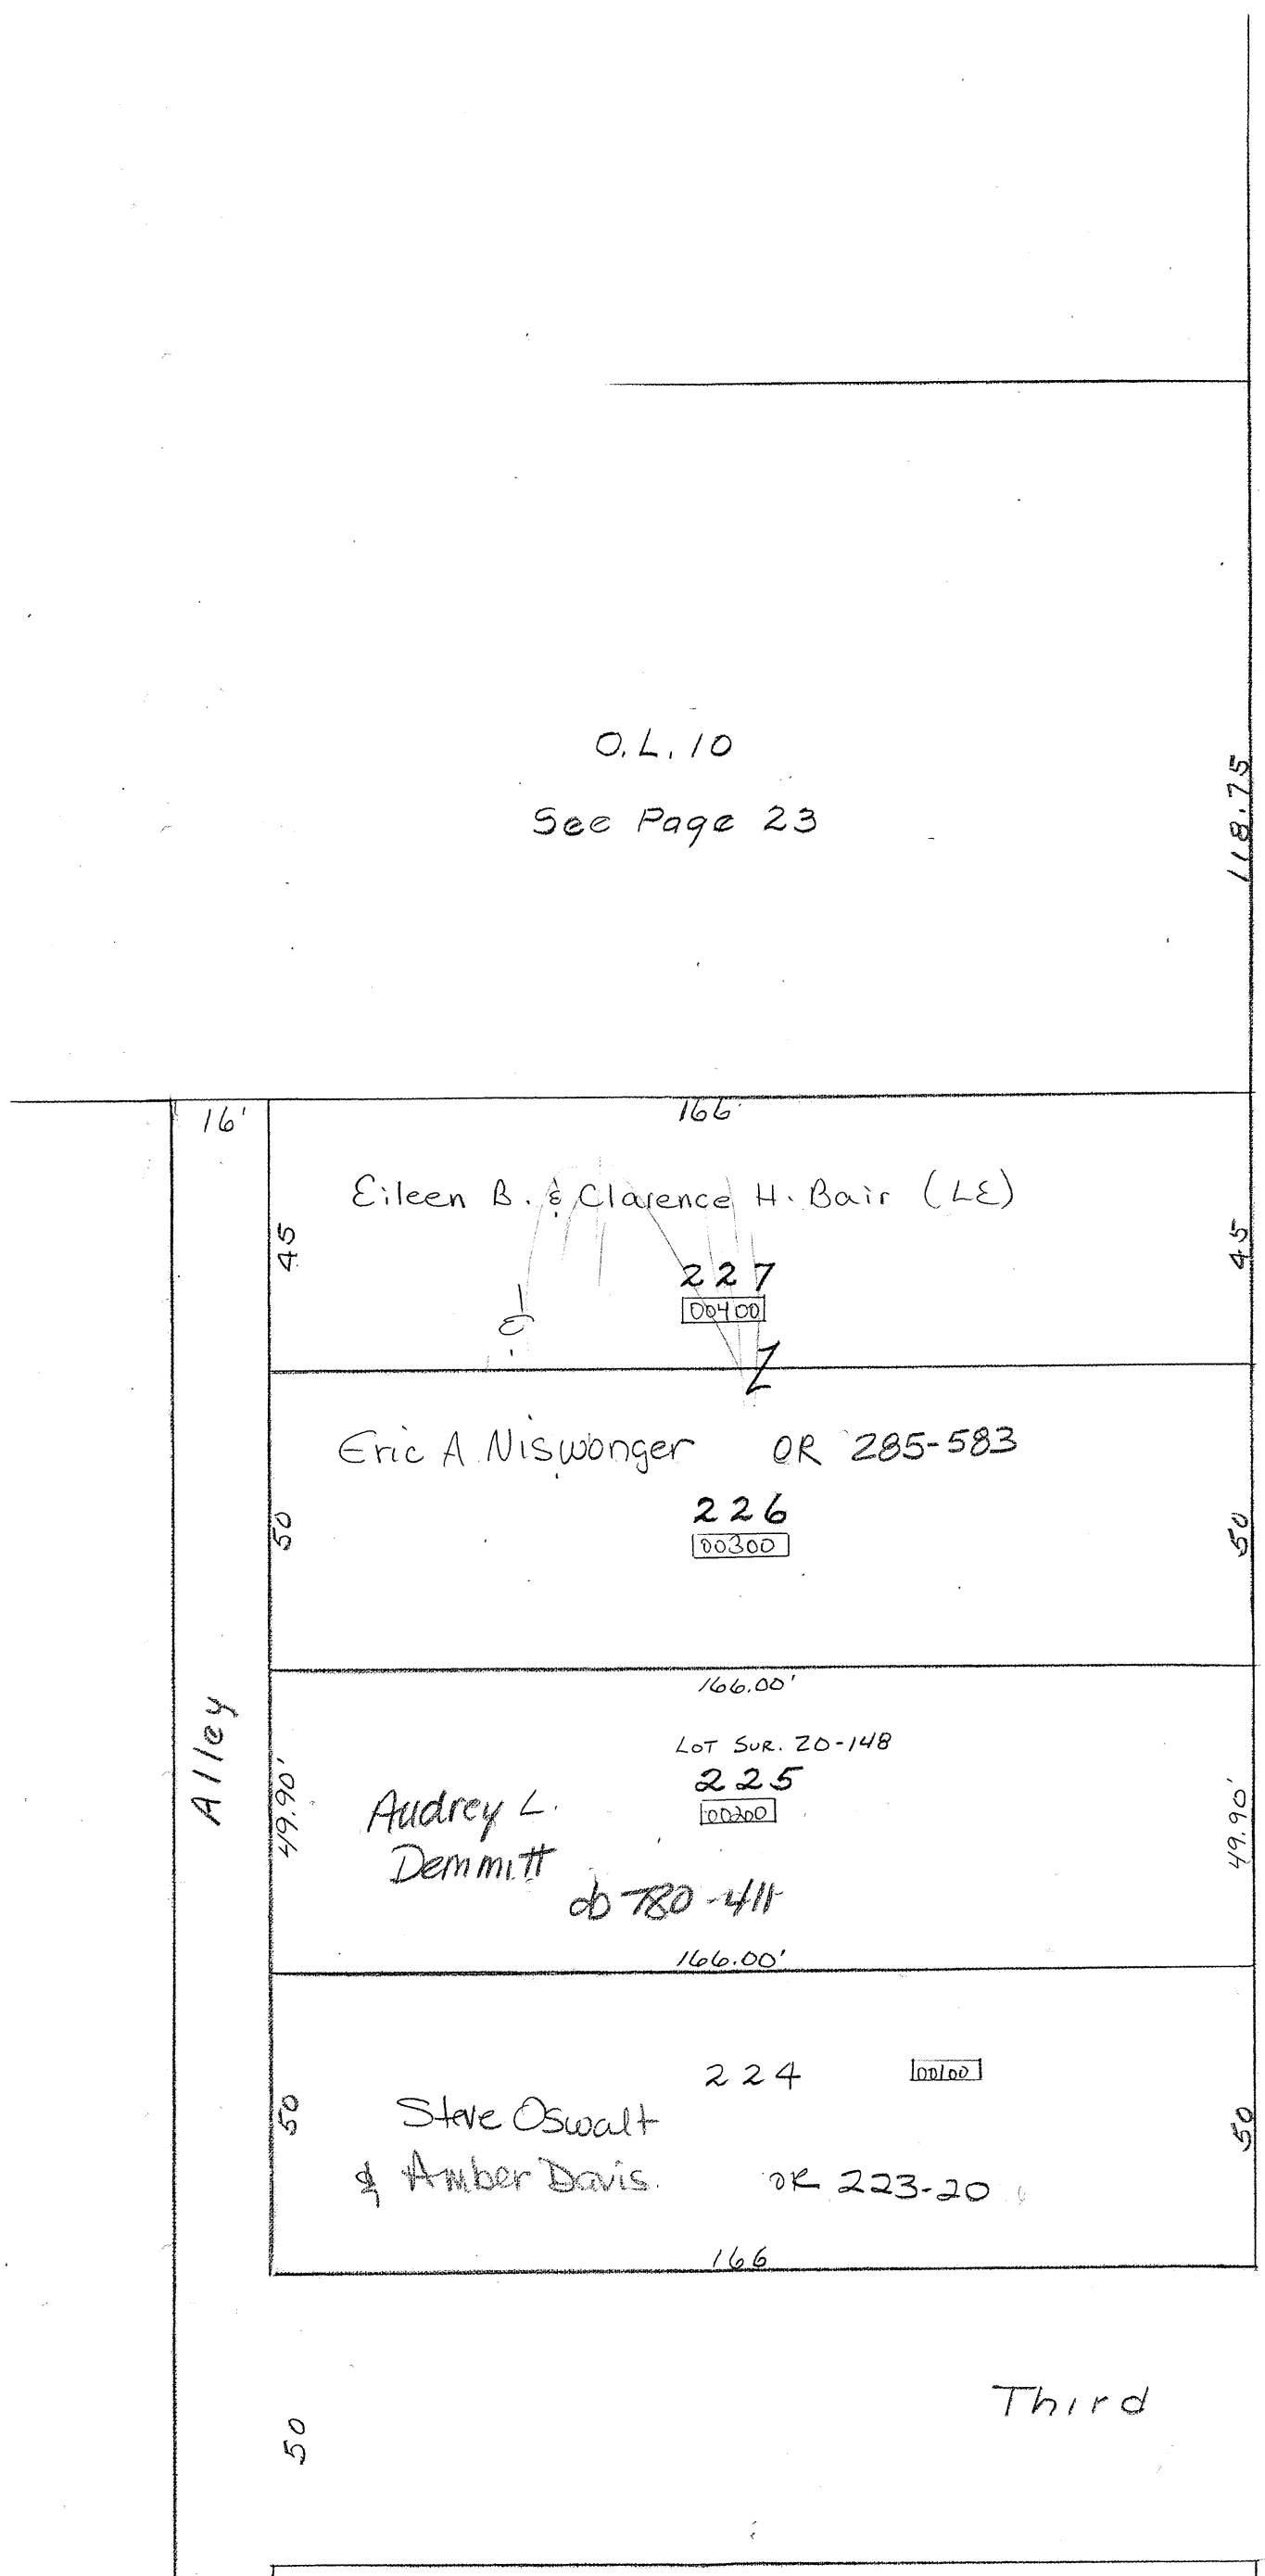 O.L. 10
See Page 23
118.75
16'
166'
Eileen B. & Clarence H. Bair (LE)
45
45
227
00400
Eric A. Niswonger OR 285-583
226
00300
50
50
166.00'
Alley
LOT SUR. 20-148
225
00200
49.90'
49.90'
Audrey L.
Demmitt
db 780-411
166.00'
224 00100
50
50
Steve Oswalt
& Amber Davis. OR 223-20
166
Third
50